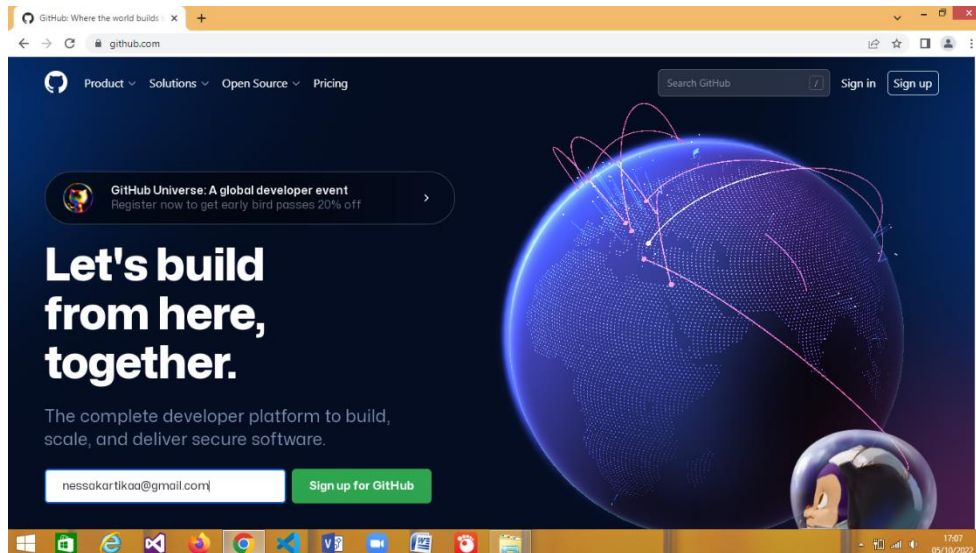 GitHub: Where the world builds s
github.com
Product
Solutions
Open Source
Pricing
Search GitHub
/
Sign in
Sign up
GitHub Universe: A global developer event
Register now to get early bird passes 20% off
Let's build
from here,
together.
The complete developer platform to build,
scale, and deliver secure software.
nessakartikaa@gmail.com
Sign up for GitHub
17:07
05/10/2022